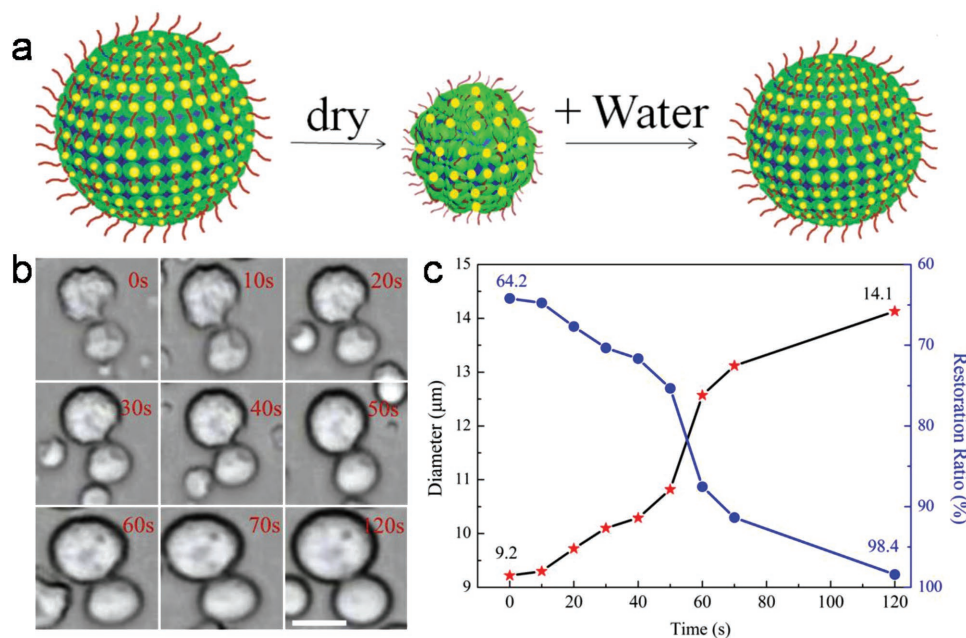 a
dry
+ Water
b
0s
10s
20s
30s
40s
50s
60s
70s
120s
c
15
14
13
12
11
10
9
Diameter (μm)
64.2
14.1
9.2
98.4
60
70
80
90
100
Restoration Ratio (%)
0
20
40
60
80
100
120
Time (s)